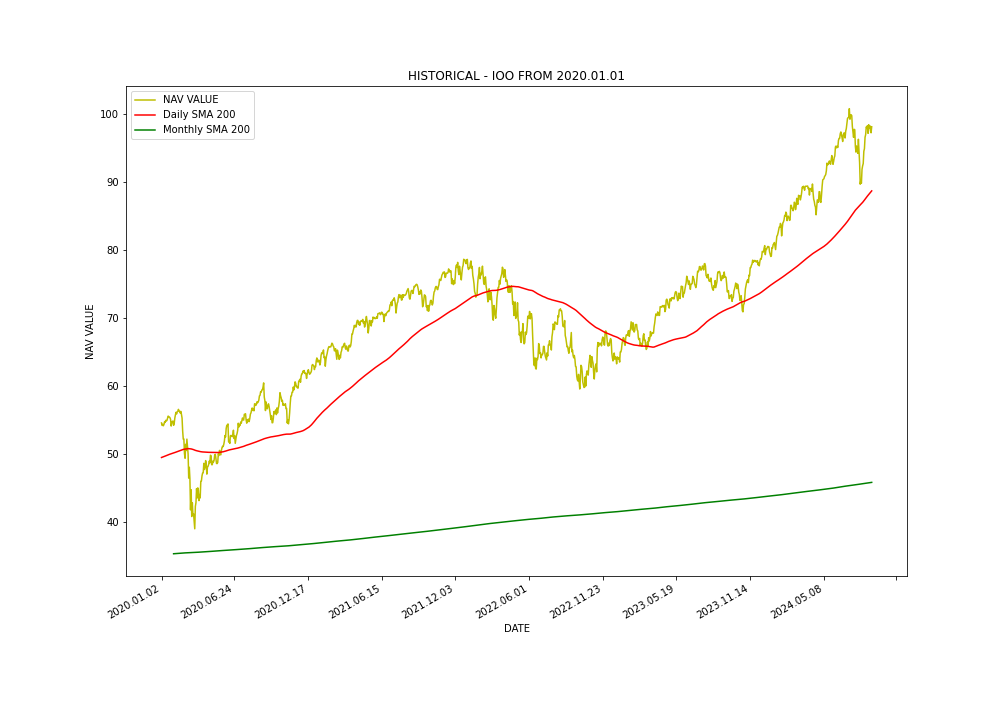 HISTORICAL - IOO FROM 2020.01.01
NAV VALUE
Daily SMA 200
Monthly SMA 200
100
90
80
70
60
50
40
NAV VALUE
2020.01.02
2020.06.24
2020.12.17
2021.06.15
2021.12.03
2022.06.01
2022.11.23
2023.05.19
2023.11.14
2024.05.08
DATE